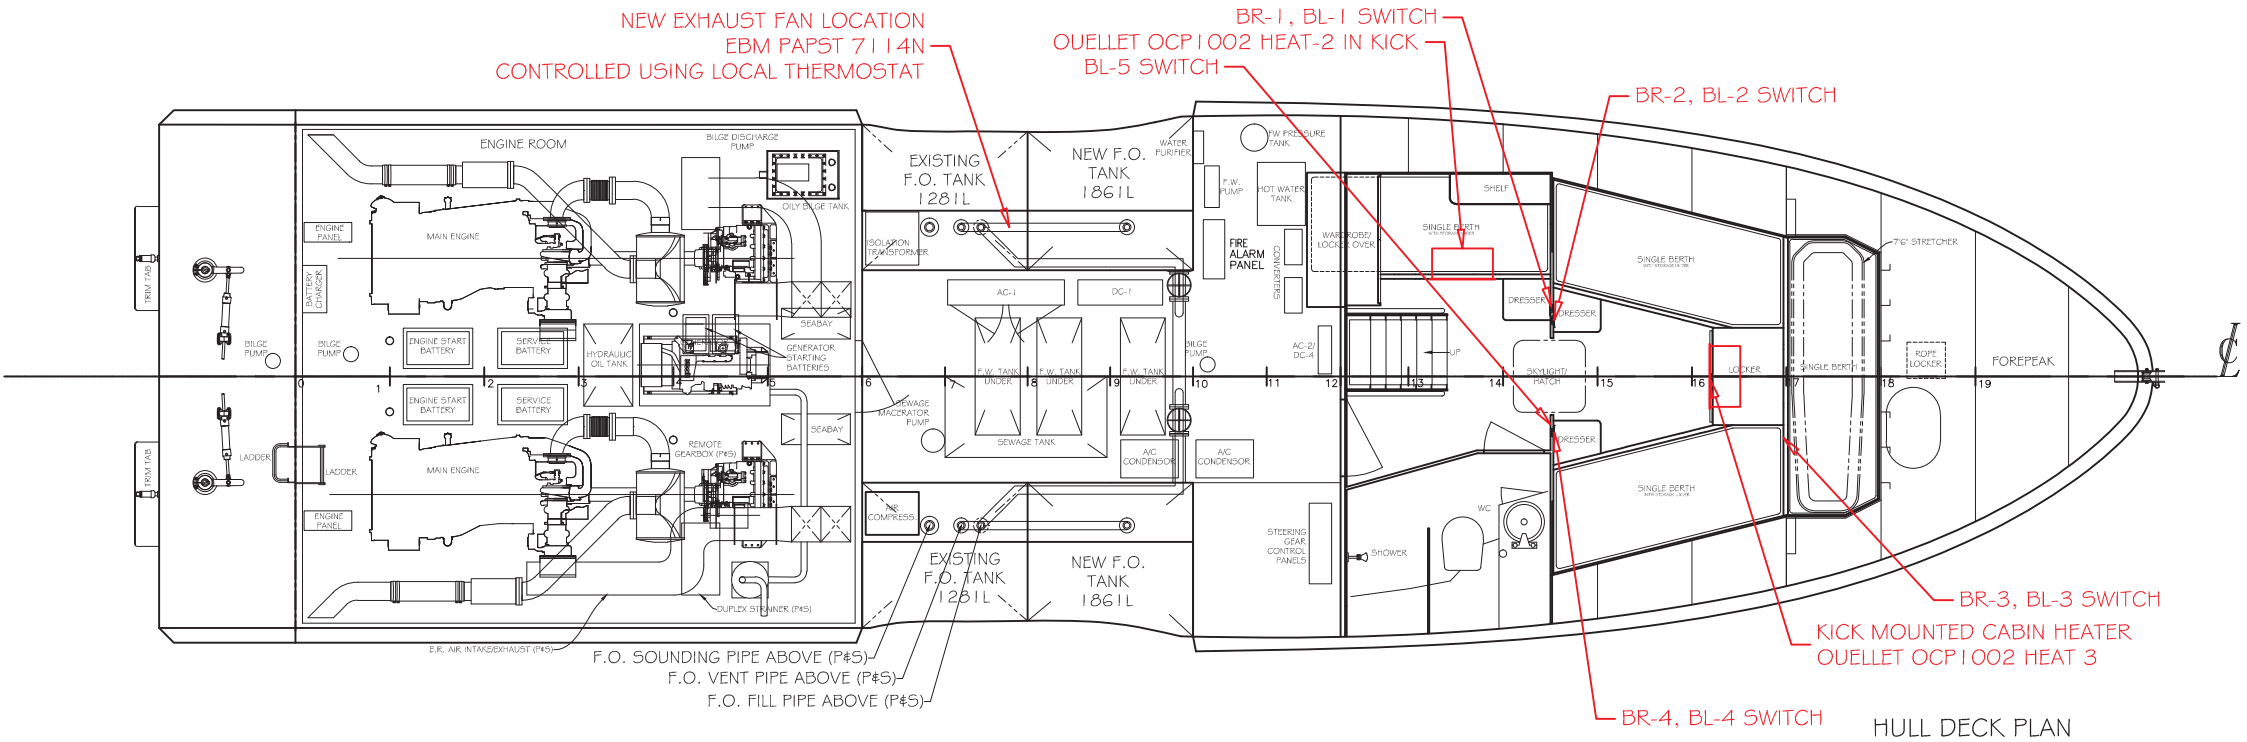 NEW EXHAUST FAN LOCATION
EBM PAPST 7114N
CONTROLLED USING LOCAL THERMOSTAT
BR-1, BL-1 SWITCH
OUELLET OCP1002 HEAT-2 IN KICK
BL-5 SWITCH
BR-2, BL-2 SWITCH
ENGINE ROOM
BILGE DISCHARGE
PUMP
OILY BILGE TANK
ENGINE
PANEL
MAIN ENGINE
TRIM TAB
BATTERY
CHARGER
BILGE
PUMP
BILGE
PUMP
ENGINE START
BATTERY
SERVICE
BATTERY
HYDRAULIC
OIL TANK
GENERATOR
STARTING
BATTERIES
SEABAY
EXISTING
F.O. TANK
1281L
NEW F.O.
TANK
1861L
ISOLATION
TRANSFORMER
AC-1
DC-1
F.W. TANK
UNDER
F.W. TANK
UNDER
F.W. TANK
UNDER
WATER
PURIFIER
FW PRESSURE
TANK
F.W.
PUMP
HOT WATER
TANK
FIRE
ALARM
PANEL
CONVERTERS
WARDROBE/
LOCKER OVER
SHELF
SINGLE BERTH
WITH STORAGE UNDER
DRESSER
DRESSER
SINGLE BERTH
7'6" STRETCHER
BILGE
PUMP
AC-2/
DC-4
UP
SKYLIGHT/
HATCH
LOCKER
SINGLE BERTH
ROPE
LOCKER
FOREPEAK
0 1 2 3 4 5 6 7 8 9 10 11 12 13 14 15 16 17 18 19
℄
ENGINE START
BATTERY
SERVICE
BATTERY
SEABAY
SEWAGE
MACERATOR
PUMP
SEWAGE TANK
A/C
CONDENSOR
A/C
CONDENSOR
DRESSER
TRIM TAB
LADDER
LADDER
MAIN ENGINE
REMOTE
GEARBOX (P&S)
ENGINE
PANEL
AIR
COMPRESS.
EXISTING
F.O. TANK
1281L
NEW F.O.
TANK
1861L
STEERING
GEAR
CONTROL
PANELS
SHOWER
WC
SINGLE BERTH
DUPLEX STRAINER (P&S)
E.R. AIR INTAKE/EXHAUST (P&S)
F.O. SOUNDING PIPE ABOVE (P&S)
F.O. VENT PIPE ABOVE (P&S)
F.O. FILL PIPE ABOVE (P&S)
BR-3, BL-3 SWITCH
KICK MOUNTED CABIN HEATER
OUELLET OCP1002 HEAT 3
BR-4, BL-4 SWITCH
HULL DECK PLAN